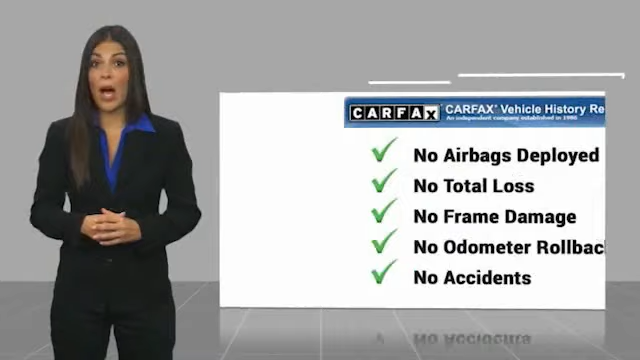 CARFAX CARFAX Vehicle History Re
An independent company established in 1986
No Airbags Deployed
No Total Loss
No Frame Damage
No Odometer Rollbac
No Accidents